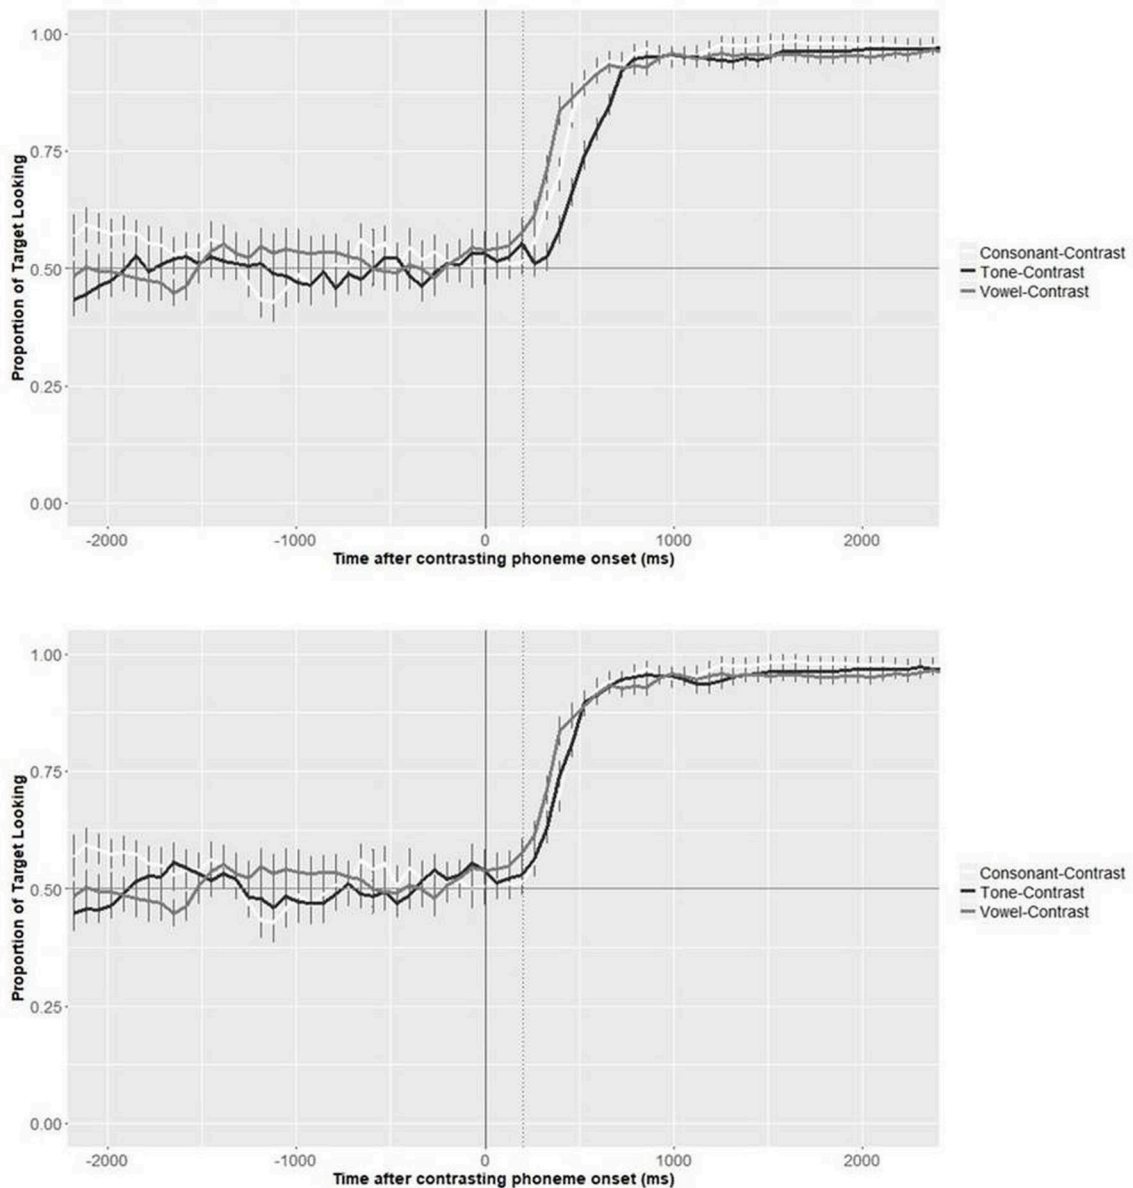 1.00
0.75
0.50
0.25
0.00
Proportion of Target Looking
-2000
-1000
0
1000
2000
Time after contrasting phoneme onset (ms)
Consonant-Contrast
Tone-Contrast
Vowel-Contrast
1.00
0.75
0.50
0.25
0.00
Proportion of Target Looking
-2000
-1000
0
1000
2000
Time after contrasting phoneme onset (ms)
Consonant-Contrast
Tone-Contrast
Vowel-Contrast